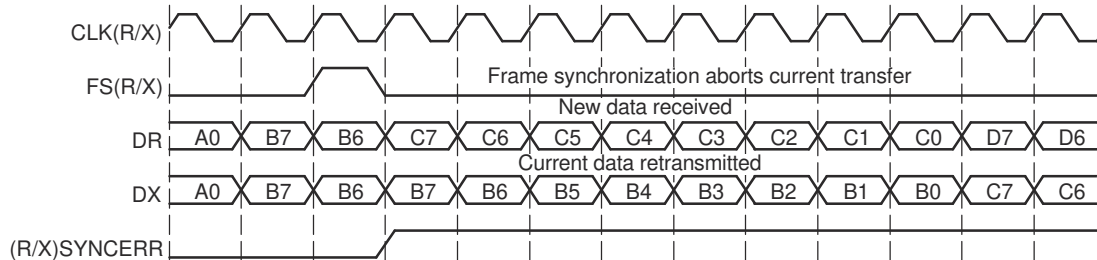 CLK(R/X)
FS(R/X)
Frame synchronization aborts current transfer
New data received
DR A0 B7 B6 C7 C6 C5 C4 C3 C2 C1 C0 D7 D6
Current data retransmitted
DX A0 B7 B6 B7 B6 B5 B4 B3 B2 B1 B0 C7 C6
(R/X)SYNCERR